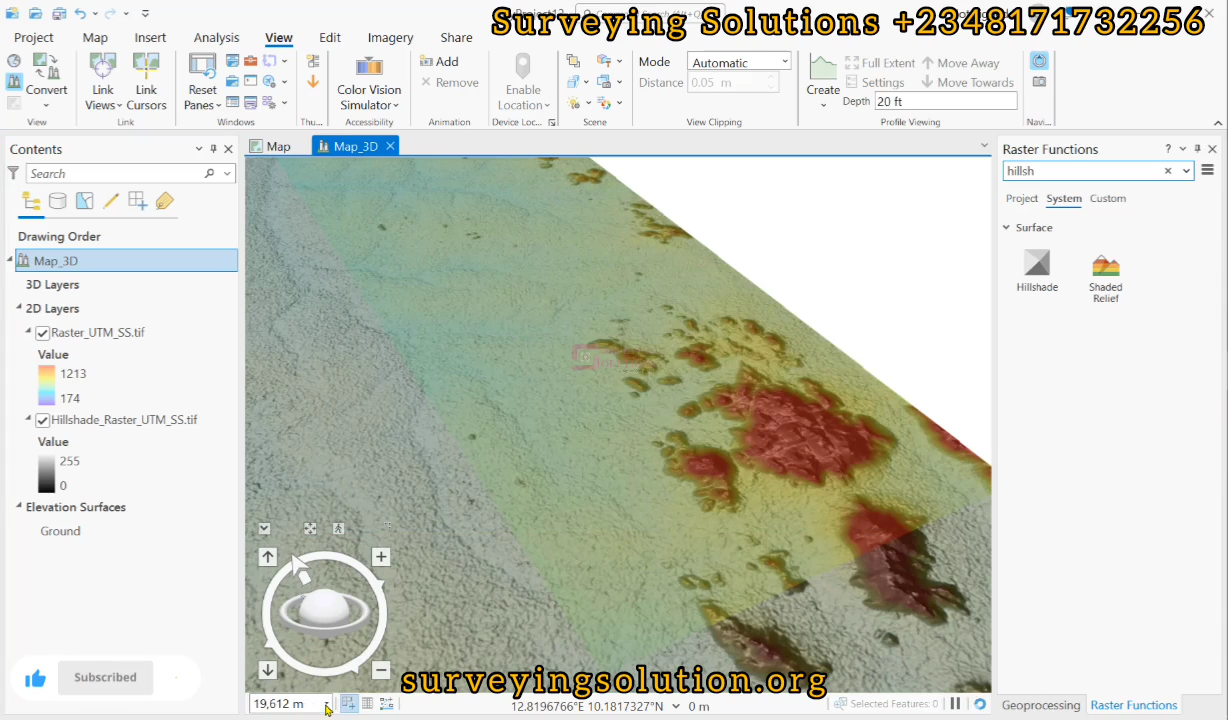 Surveying Solutions +2348171732256
Project Map Insert Analysis View Edit Imagery Share
Convert
Link Views
Link Cursors
Reset Panes
Color Vision Simulator
Add
Remove
Enable Location
Mode Automatic
Distance 0.05 m
Create
Full Extent Move Away
Settings Move Towards
Depth 20 ft
View Link Windows Thu... Accessibility Animation Device Loc... Scene View Clipping Profile Viewing Navi...
Contents
Search
Drawing Order
Map_3D
3D Layers
2D Layers
Raster_UTM_SS.tif
Value
1213
174
Hillshade_Raster_UTM_SS.tif
Value
255
0
Elevation Surfaces
Ground
Subscribed
Map Map_3D
19,612 m
12.8196766°E 10.1817327°N 0 m
Selected Features: 0
surveyingsolution.org
Raster Functions
hillsh
Project System Custom
Surface
Hillshade
Shaded Relief
Geoprocessing Raster Functions